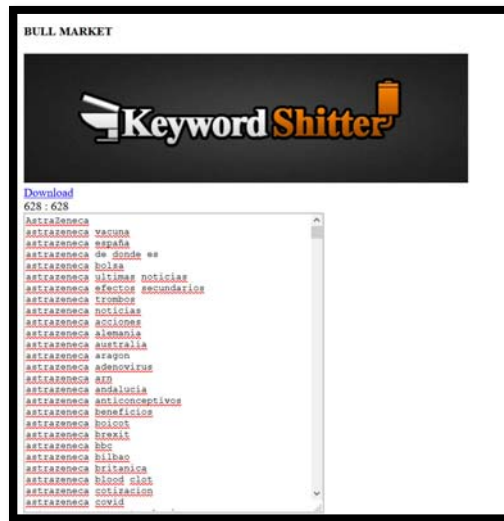 BULL MARKET
Keyword Shitter
Download
628 : 628
AstraZeneca
astrazeneca vacuna
astrazeneca españa
astrazeneca de donde es
astrazeneca bolsa
astrazeneca ultimas noticias
astrazeneca efectos secundarios
astrazeneca trombos
astrazeneca noticias
astrazeneca acciones
astrazeneca alemania
astrazeneca australia
astrazeneca aragon
astrazeneca adenovirus
astrazeneca arn
astrazeneca andalucia
astrazeneca anticonceptivos
astrazeneca beneficios
astrazeneca boicot
astrazeneca brexit
astrazeneca bbc
astrazeneca bilbao
astrazeneca britanica
astrazeneca blood clot
astrazeneca cotizacion
astrazeneca covid